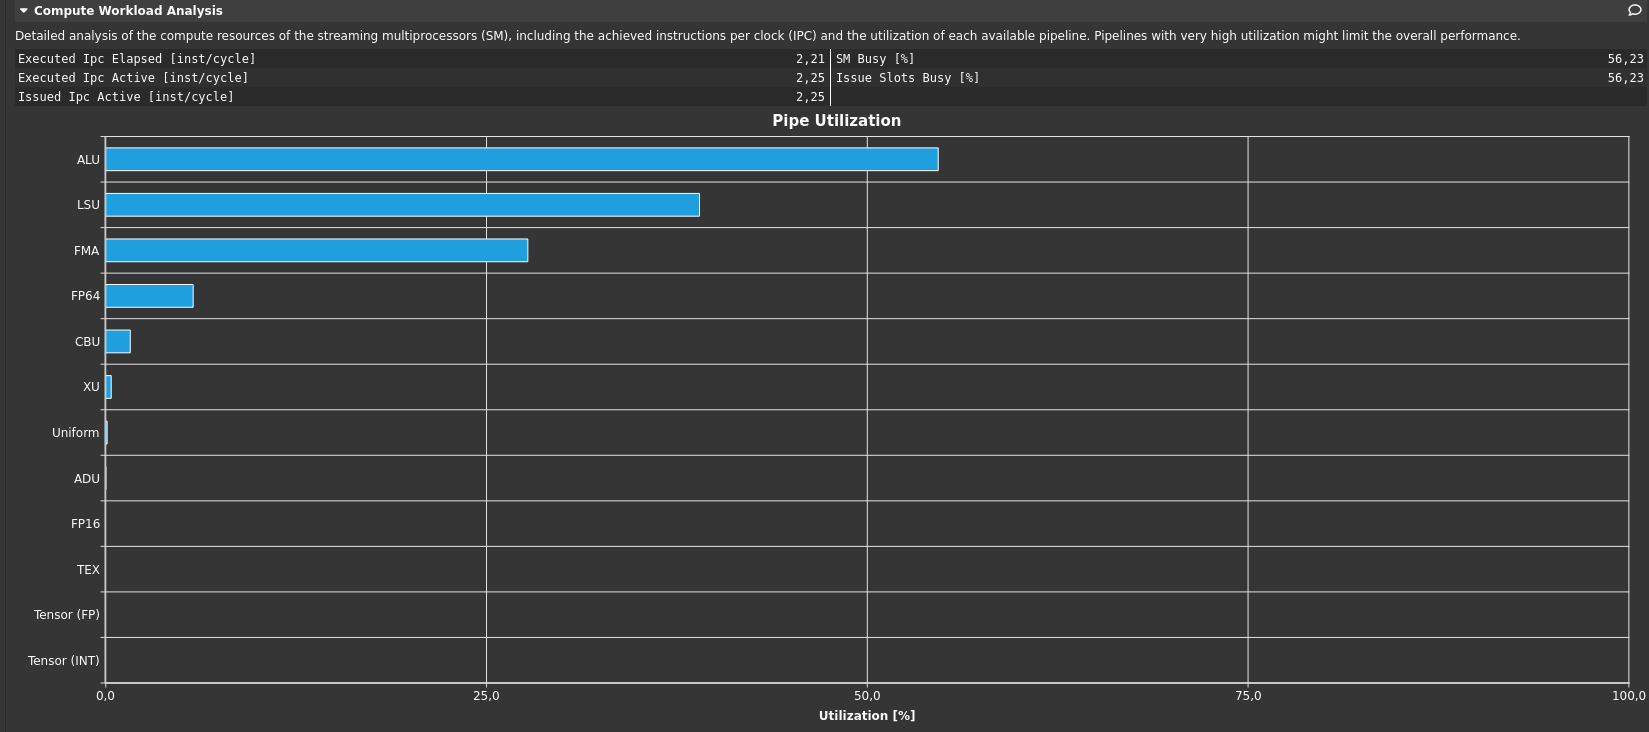 Compute Workload Analysis
Detailed analysis of the compute resources of the streaming multiprocessors (SM), including the achieved instructions per clock (IPC) and the utilization of each available pipeline. Pipelines with very high utilization might limit the overall performance.
Executed Ipc Elapsed [inst/cycle] 2,21 SM Busy [%] 56,23
Executed Ipc Active [inst/cycle] 2,25 Issue Slots Busy [%] 56,23
Issued Ipc Active [inst/cycle] 2,25
Pipe Utilization
ALU
LSU
FMA
FP64
CBU
XU
Uniform
ADU
FP16
TEX
Tensor (FP)
Tensor (INT)
0,0 25,0 50,0 75,0 100,0
Utilization [%]